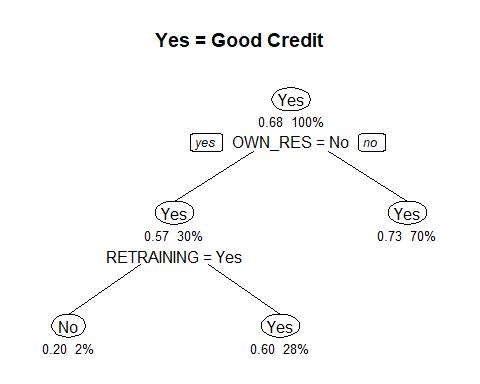 Yes = Good Credit
Yes
0.68 100%
yes OWN_RES = No no
Yes Yes
0.57 30% 0.73 70%
RETRAINING = Yes
No Yes
0.20 2% 0.60 28%